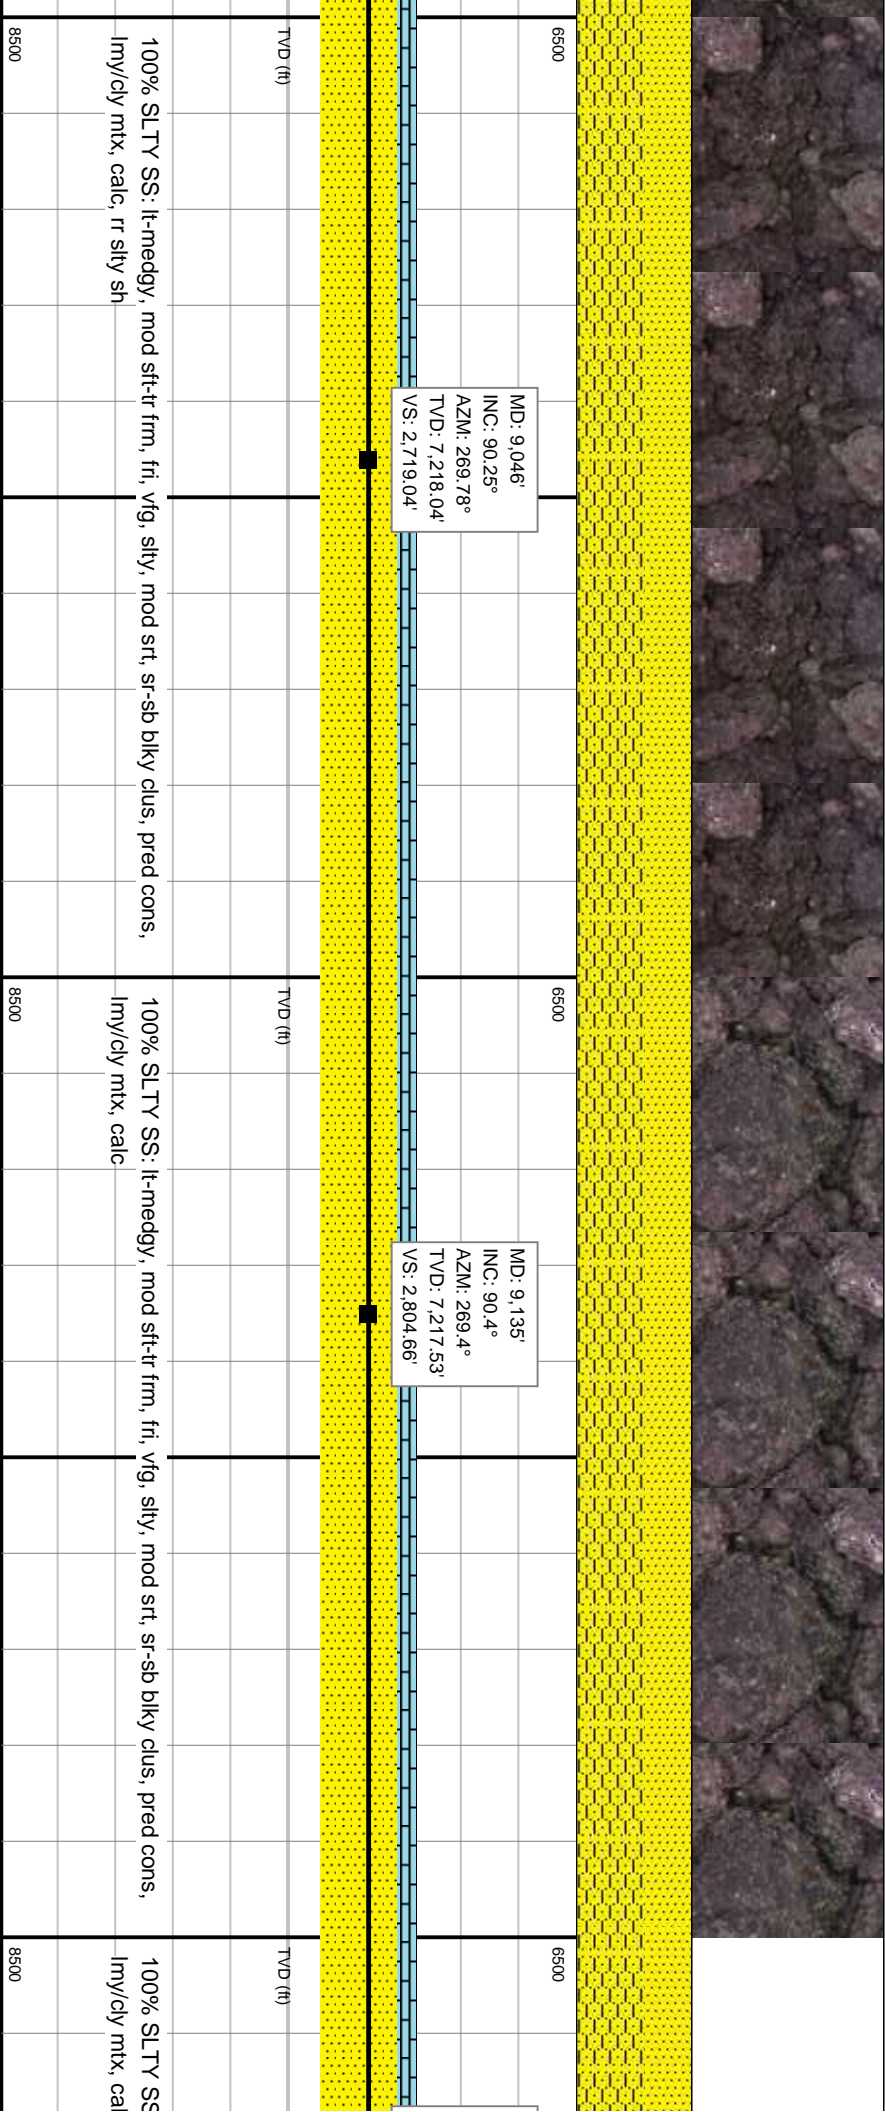 6500
TVD (ft)
8500
MD: 9,046'
INC: 90.25°
AZM: 269.78°
TVD: 7,218.04'
VS: 2,719.04'
100% SLTY SS: lt-medgy, mod sft-tr frm, fri, vfg, slty, mod srt, sr-sb blky clus, pred cons,
lmy/cly mtx, calc, rr slty sh
6500
TVD (ft)
8500
MD: 9,135'
INC: 90.4°
AZM: 269.4°
TVD: 7,217.53'
VS: 2,804.66'
100% SLTY SS: lt-medgy, mod sft-tr frm, fri, vfg, slty, mod srt, sr-sb blky clus, pred cons,
lmy/cly mtx, calc
6500
TVD (ft)
8500
100% SLTY SS
lmy/cly mtx, cal